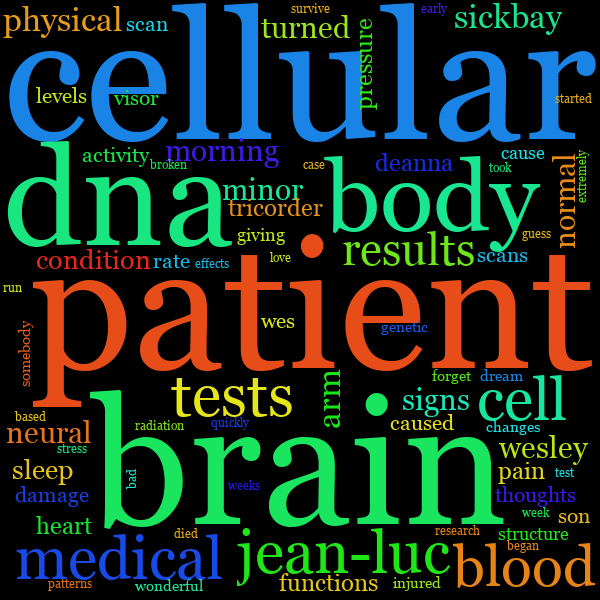 physical scan turned survive early sickbay
cellular
levels visor pressure started
activity morning deanna cause
broken case took extremely
dna minor body normal
tricorder
giving results guess
condition rate effects love scans
patient
run
somebody wes genetic
tests arm forget dream
signs cell
based neural radiation quickly caused changes
brain
stress wesley
sleep bad weeks pain test
damage thoughts
heart week son
died research structure
medical jean-luc began blood
patterns wonderful functions injured